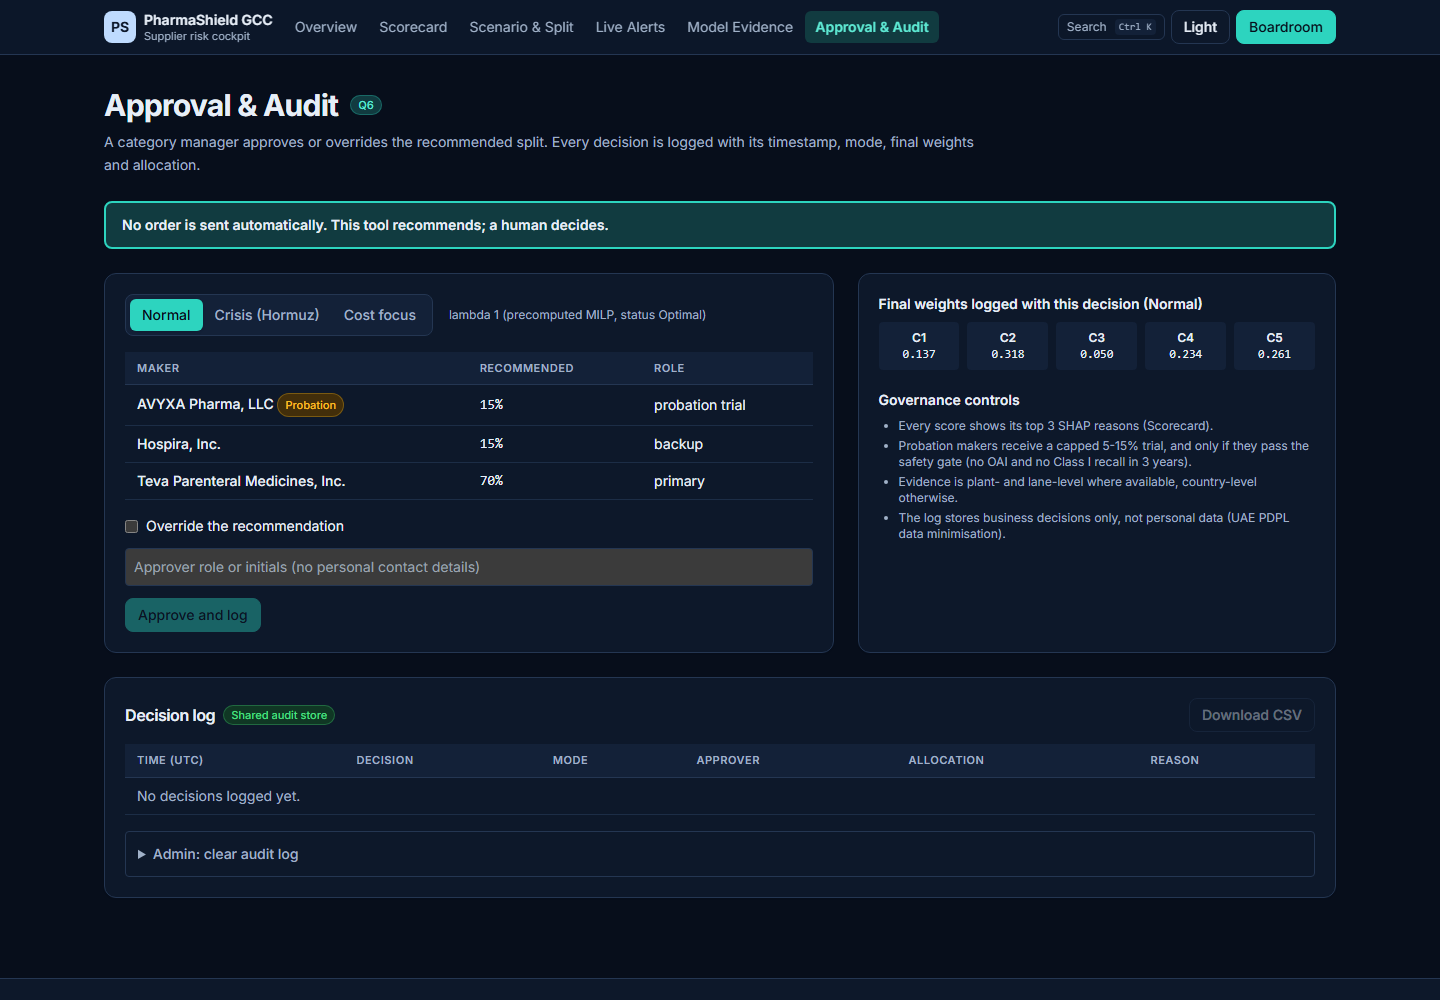 PS
PharmaShield GCC
Supplier risk cockpit
Overview
Scorecard
Scenario & Split
Live Alerts
Model Evidence
Approval & Audit
Search Ctrl K
Light
Boardroom
Approval & Audit Q6
A category manager approves or overrides the recommended split. Every decision is logged with its timestamp, mode, final weights
and allocation.
No order is sent automatically. This tool recommends; a human decides.
Normal Crisis (Hormuz) Cost focus lambda 1 (precomputed MILP, status Optimal)
MAKER RECOMMENDED ROLE
AVYXA Pharma, LLC Probation 15% probation trial
Hospira, Inc. 15% backup
Teva Parenteral Medicines, Inc. 70% primary
Override the recommendation
Approver role or initials (no personal contact details)
Approve and log
Final weights logged with this decision (Normal)
C1 C2 C3 C4 C5
0.137 0.318 0.050 0.234 0.261
Governance controls
• Every score shows its top 3 SHAP reasons (Scorecard).
• Probation makers receive a capped 5-15% trial, and only if they pass the
safety gate (no OAI and no Class I recall in 3 years).
• Evidence is plant- and lane-level where available, country-level
otherwise.
• The log stores business decisions only, not personal data (UAE PDPL
data minimisation).
Decision log Shared audit store
Download CSV
TIME (UTC) DECISION MODE APPROVER ALLOCATION REASON
No decisions logged yet.
Admin: clear audit log